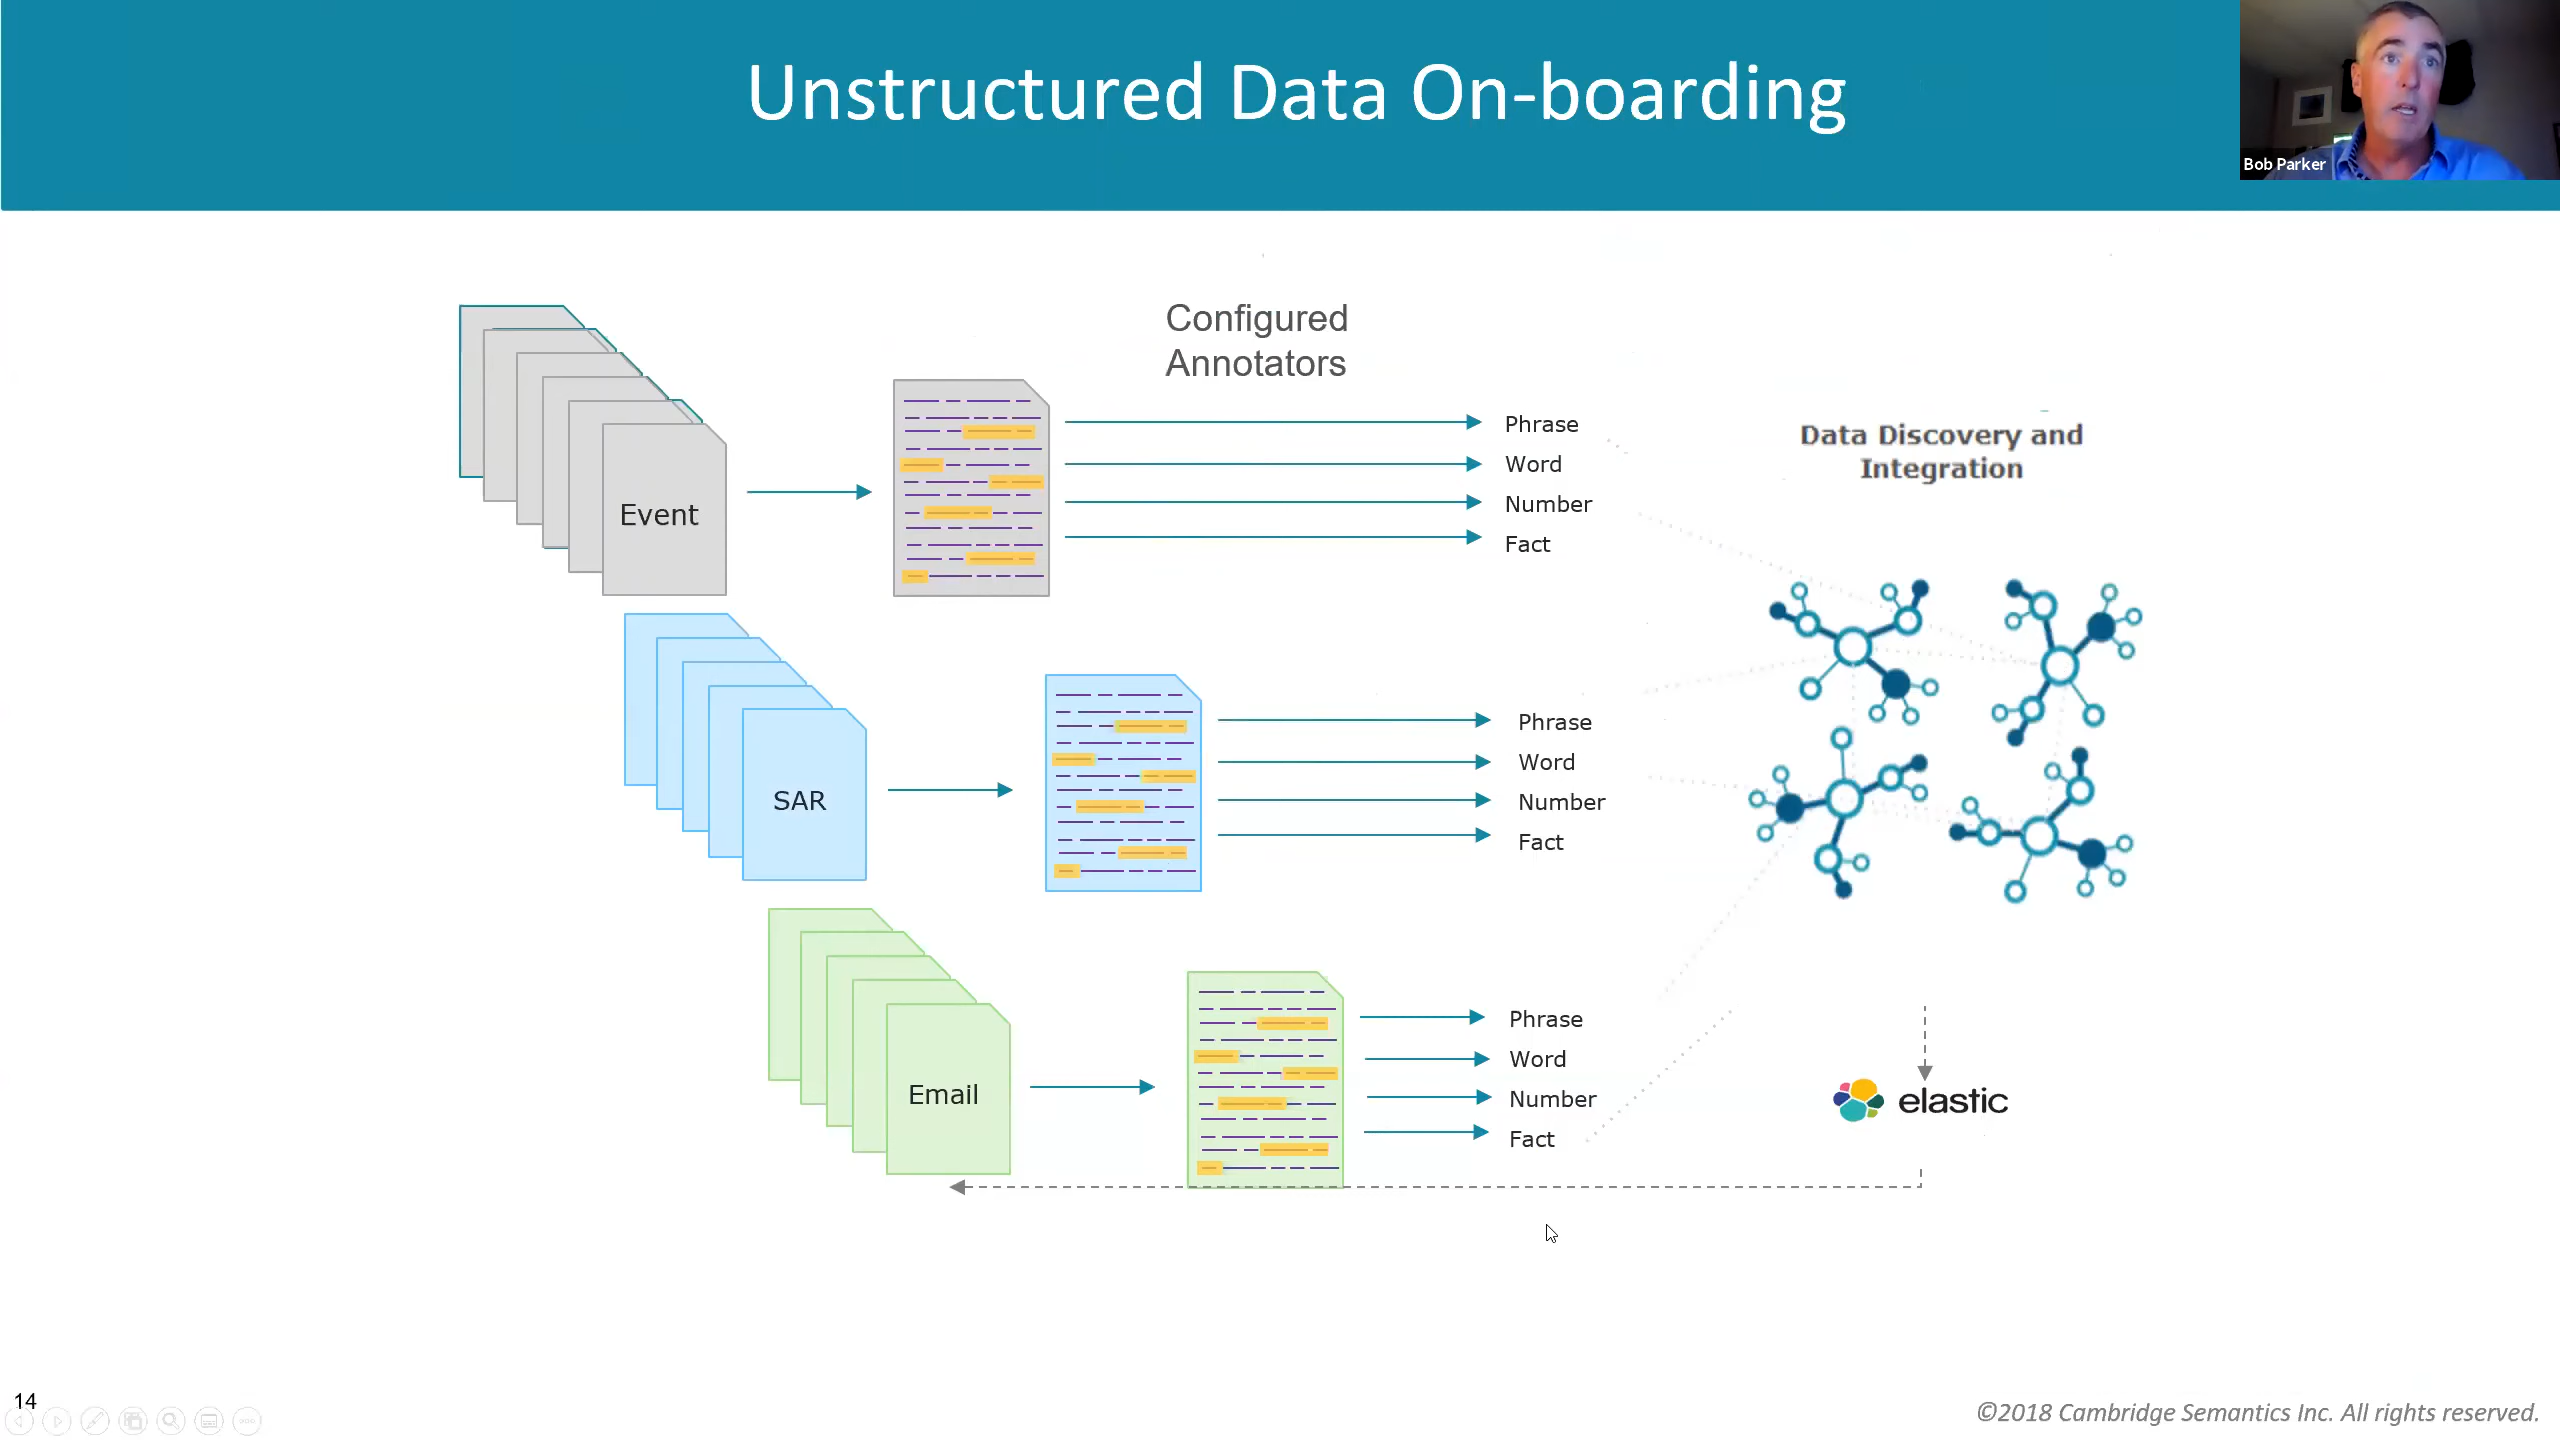 Unstructured Data On-boarding
Bob Parker
Configured
Annotators
Event
Phrase
Word
Number
Fact
Data Discovery and
Integration
SAR
Phrase
Word
Number
Fact
Email
Phrase
Word
Number
Fact
elastic
14
©2018 Cambridge Semantics Inc. All rights reserved.